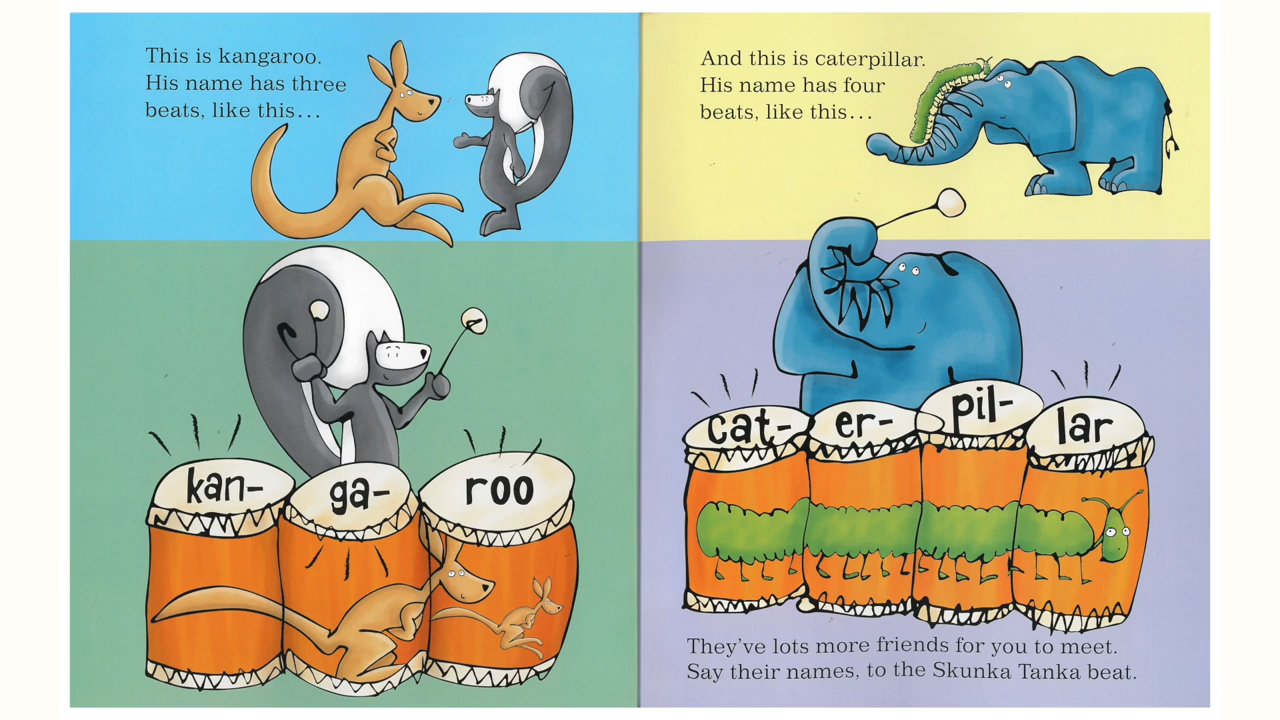 This is kangaroo.
His name has three
beats, like this...
kan-
ga-
roo
And this is caterpillar.
His name has four
beats, like this...
cat-
er-
pil-
lar
They've lots more friends for you to meet.
Say their names, to the Skunka Tanka beat.